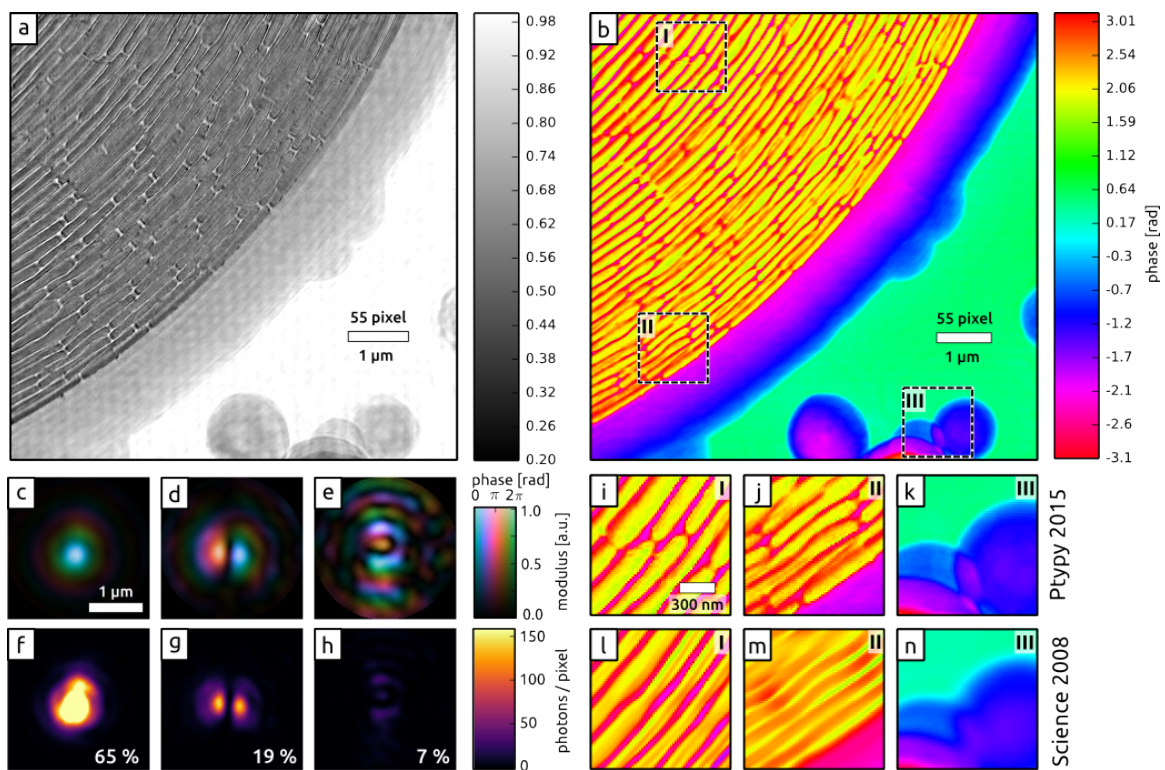 a
55 pixel
1 µm
0.98
0.92
0.86
0.80
0.74
0.68
0.62
0.56
0.50
0.44
0.38
0.32
0.26
0.20
b
I
II
III
55 pixel
1 µm
3.01
2.54
2.06
1.59
1.12
0.64
0.17
-0.3
-0.7
-1.2
-1.7
-2.1
-2.6
-3.1
phase [rad]
c
1 µm
d
e
phase [rad]
0 π 2π
1.0
0.5
0.0
modulus [a.u.]
f
65 %
g
19 %
h
7 %
150
100
50
0
photons / pixel
i
I
300 nm
j
II
k
III
Ptypy 2015
l
I
m
II
n
III
Science 2008